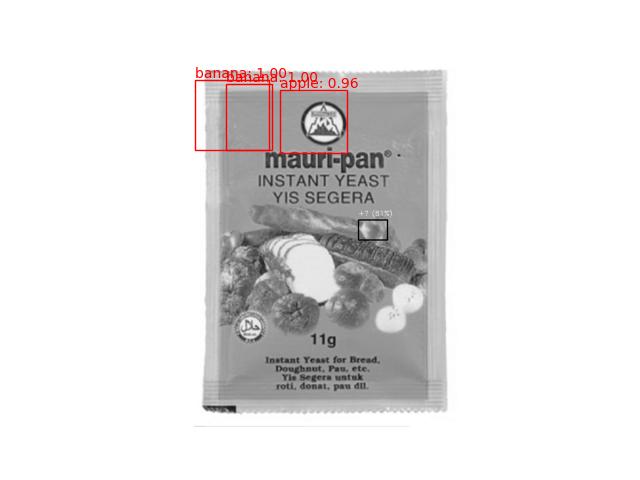 banana: 1.00
banana: 1.00
apple: 0.96
mauri-pan®
INSTANT YEAST
YIS SEGERA
11g
Instant Yeast for Bread,
Doughnut, Pau, etc.
Yis Segera untuk
roti, donat, pau dll.